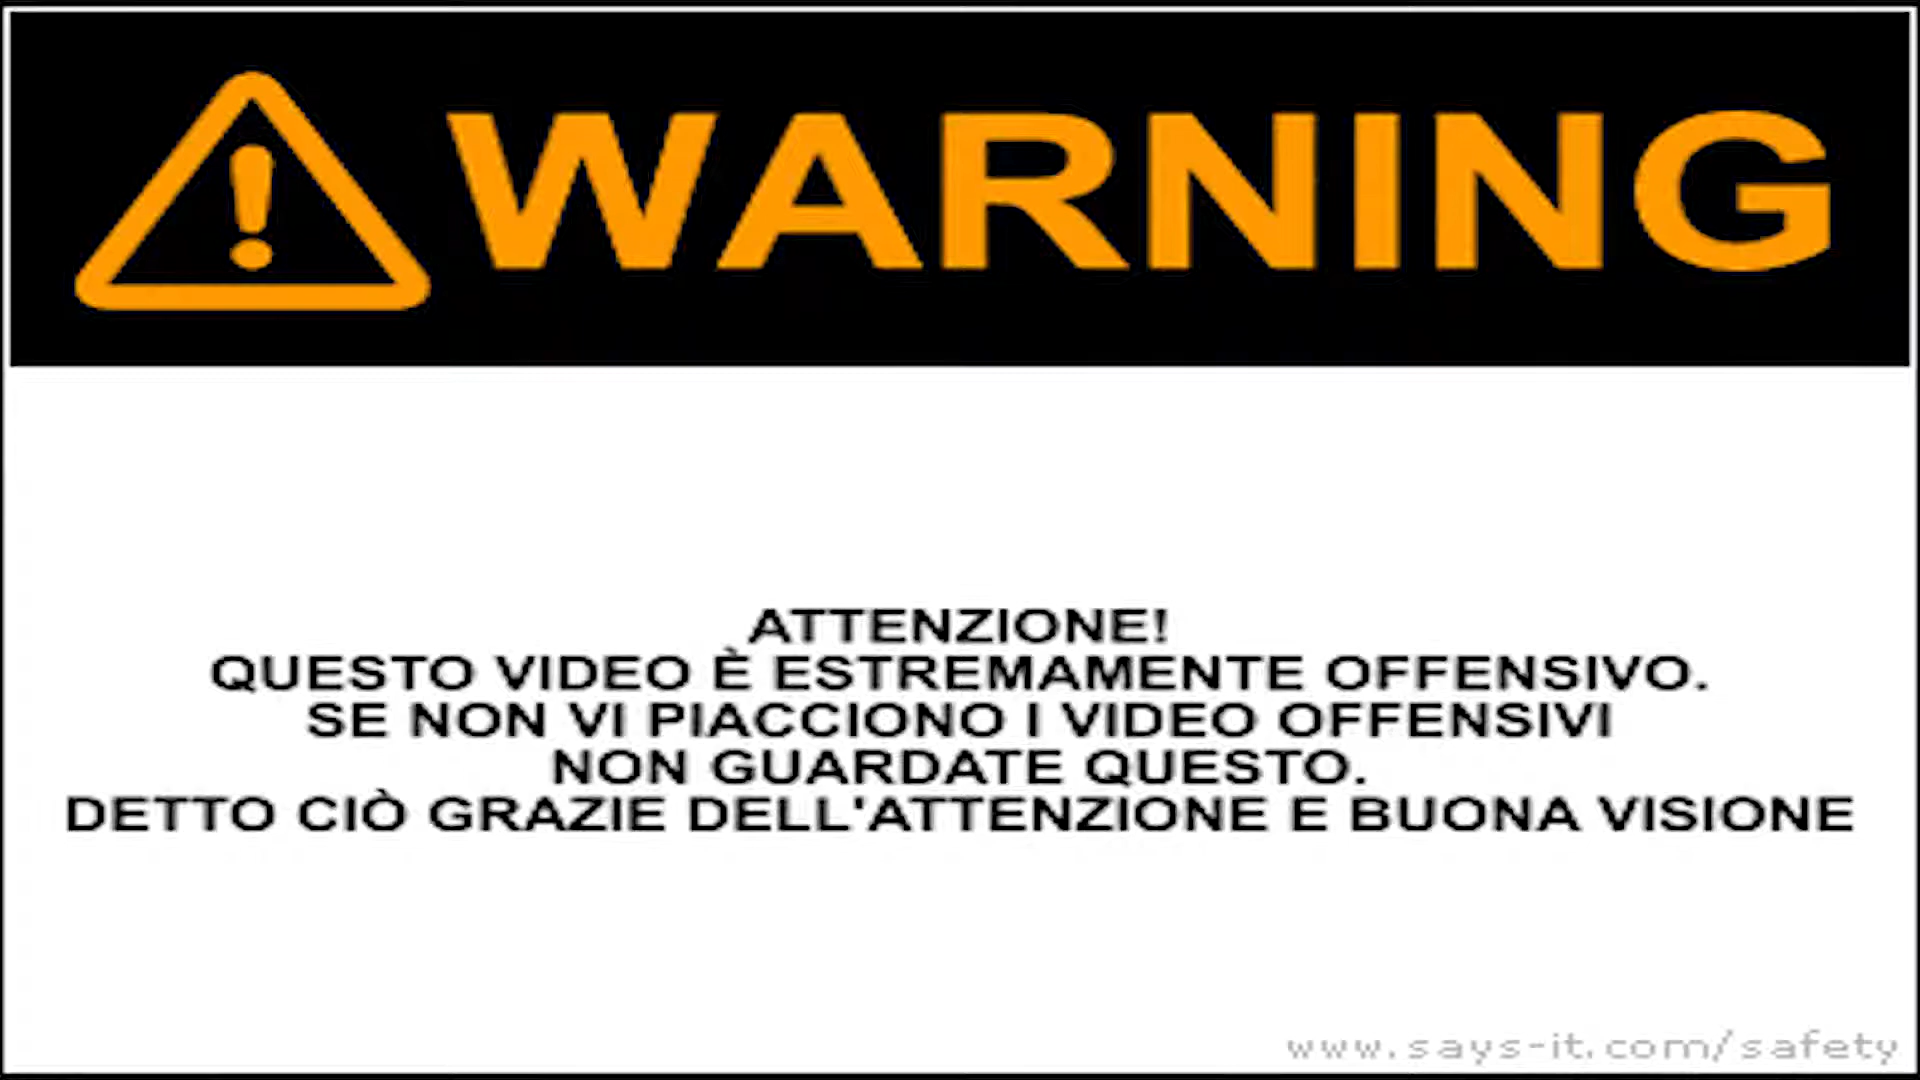 WARNING
ATTENZIONE!
QUESTO VIDEO È ESTREMAMENTE OFFENSIVO.
SE NON VI PIACCIONO I VIDEO OFFENSIVI
NON GUARDATE QUESTO.
DETTO CIÒ GRAZIE DELL'ATTENZIONE E BUONA VISIONE
www.says-it.com/safety